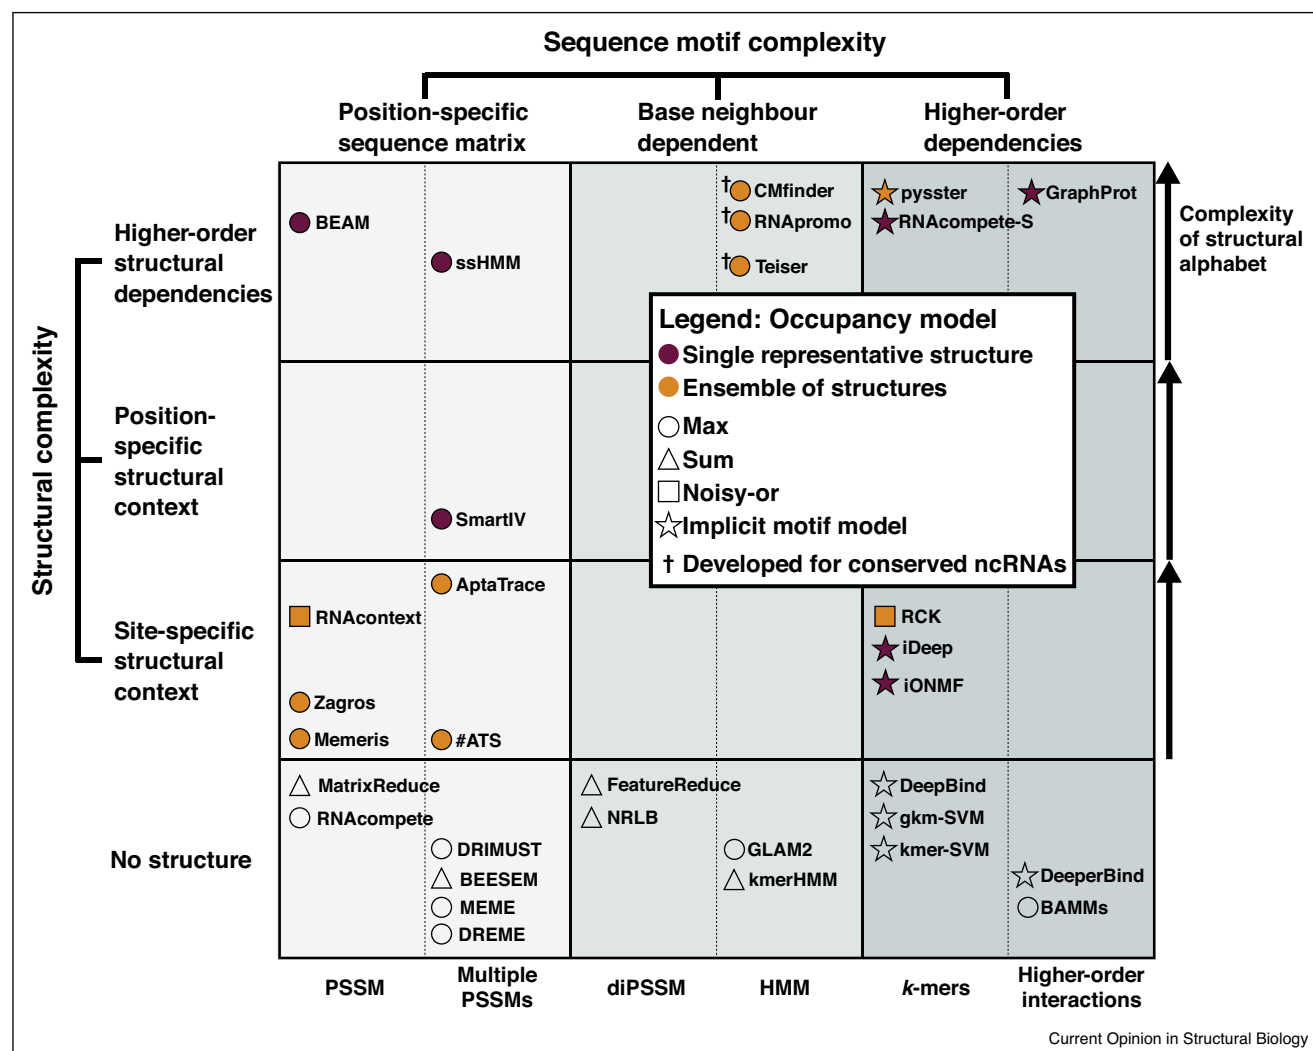 Sequence motif complexity
Position-specific
sequence matrix
Base neighbour
dependent
Higher-order
dependencies
Structural complexity
Higher-order
structural
dependencies
Position-
specific
structural
context
Site-specific
structural
context
No structure
BEAM
ssHMM
† CMfinder
† RNApromo
† Teiser
pysster
GraphProt
RNAcompete-S
Complexity
of structural
alphabet
Legend: Occupancy model
Single representative structure
Ensemble of structures
Max
Sum
Noisy-or
Implicit motif model
† Developed for conserved ncRNAs
SmartIV
AptaTrace
RNAcontext
Zagros
Memeris
#ATS
RCK
iDeep
iONMF
MatrixReduce
RNAcompete
DRIMUST
BEESEM
MEME
DREME
FeatureReduce
NRLB
GLAM2
kmerHMM
DeepBind
gkm-SVM
kmer-SVM
DeeperBind
BAMMs
PSSM
Multiple
PSSMs
diPSSM
HMM
k-mers
Higher-order
interactions
Current Opinion in Structural Biology